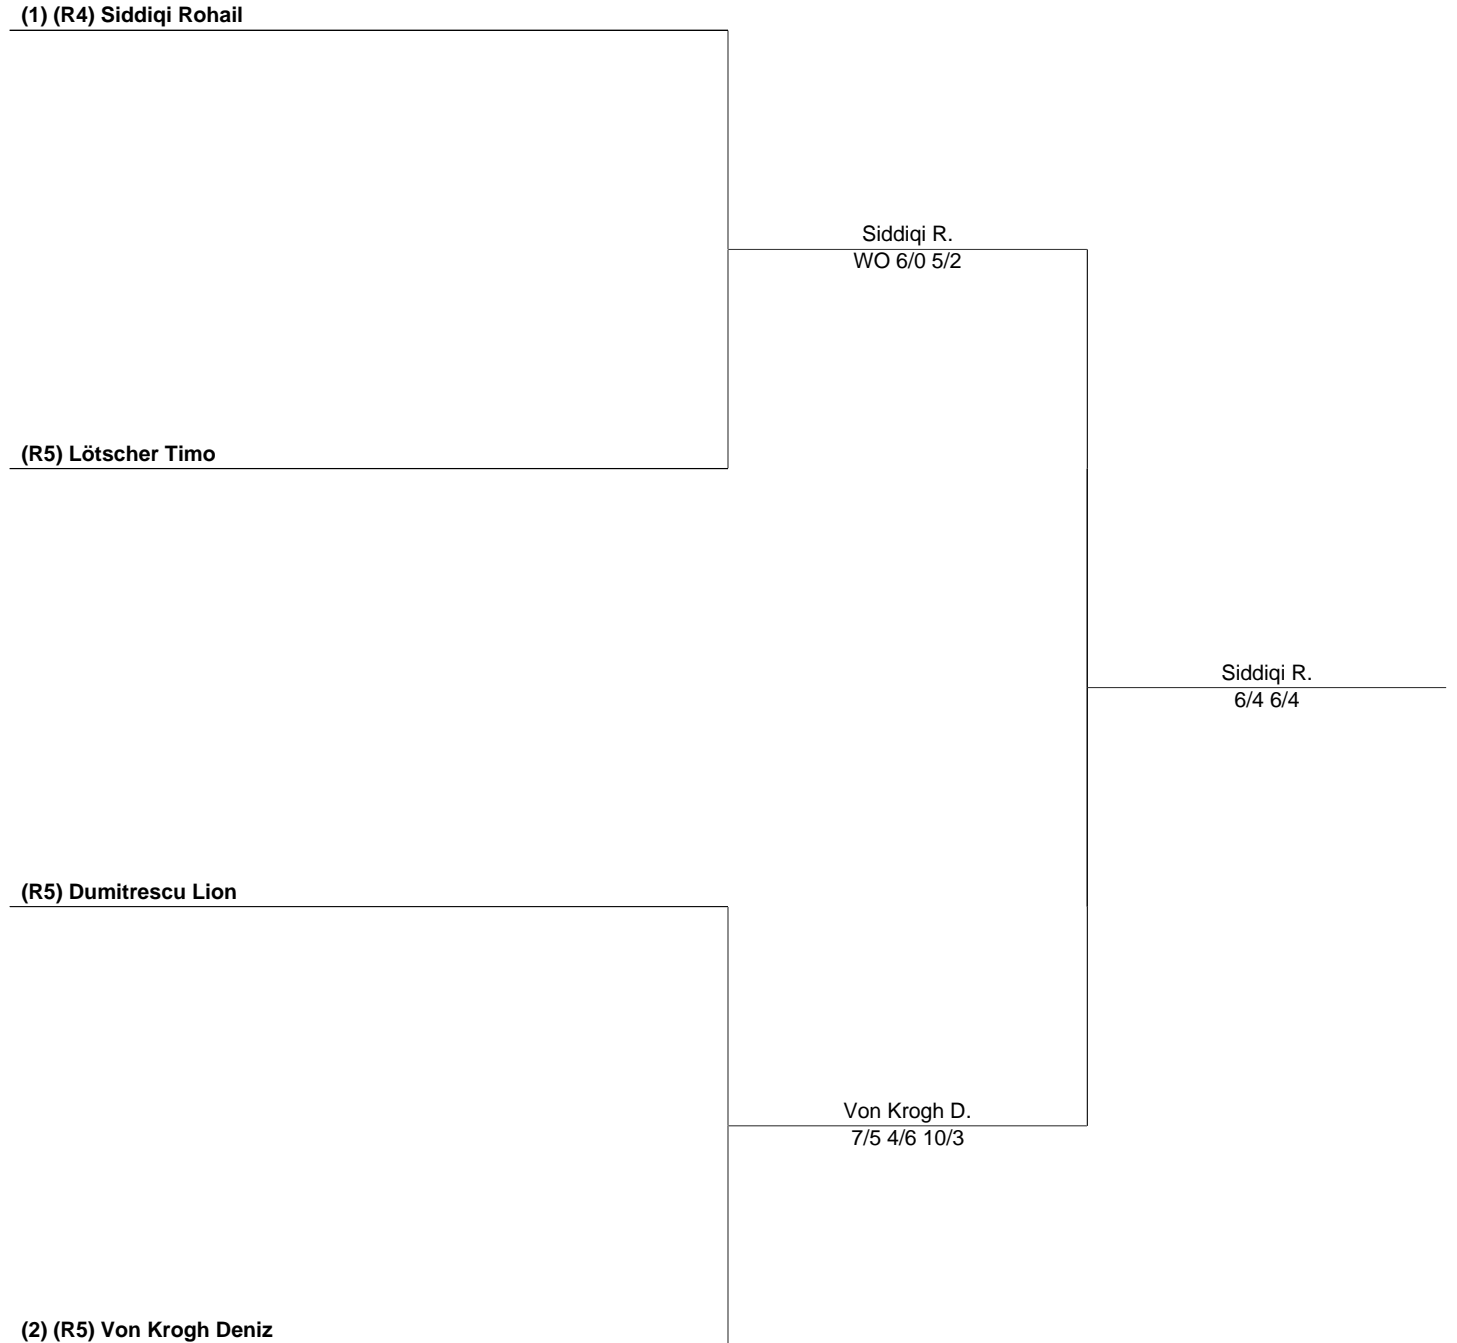 (1) (R4) Siddiqi Rohail
Siddiqi R.
WO 6/0 5/2
(R5) Lötscher Timo
Siddiqi R.
6/4 6/4
(R5) Dumitrescu Lion
Von Krogh D.
7/5 4/6 10/3
(2) (R5) Von Krogh Deniz